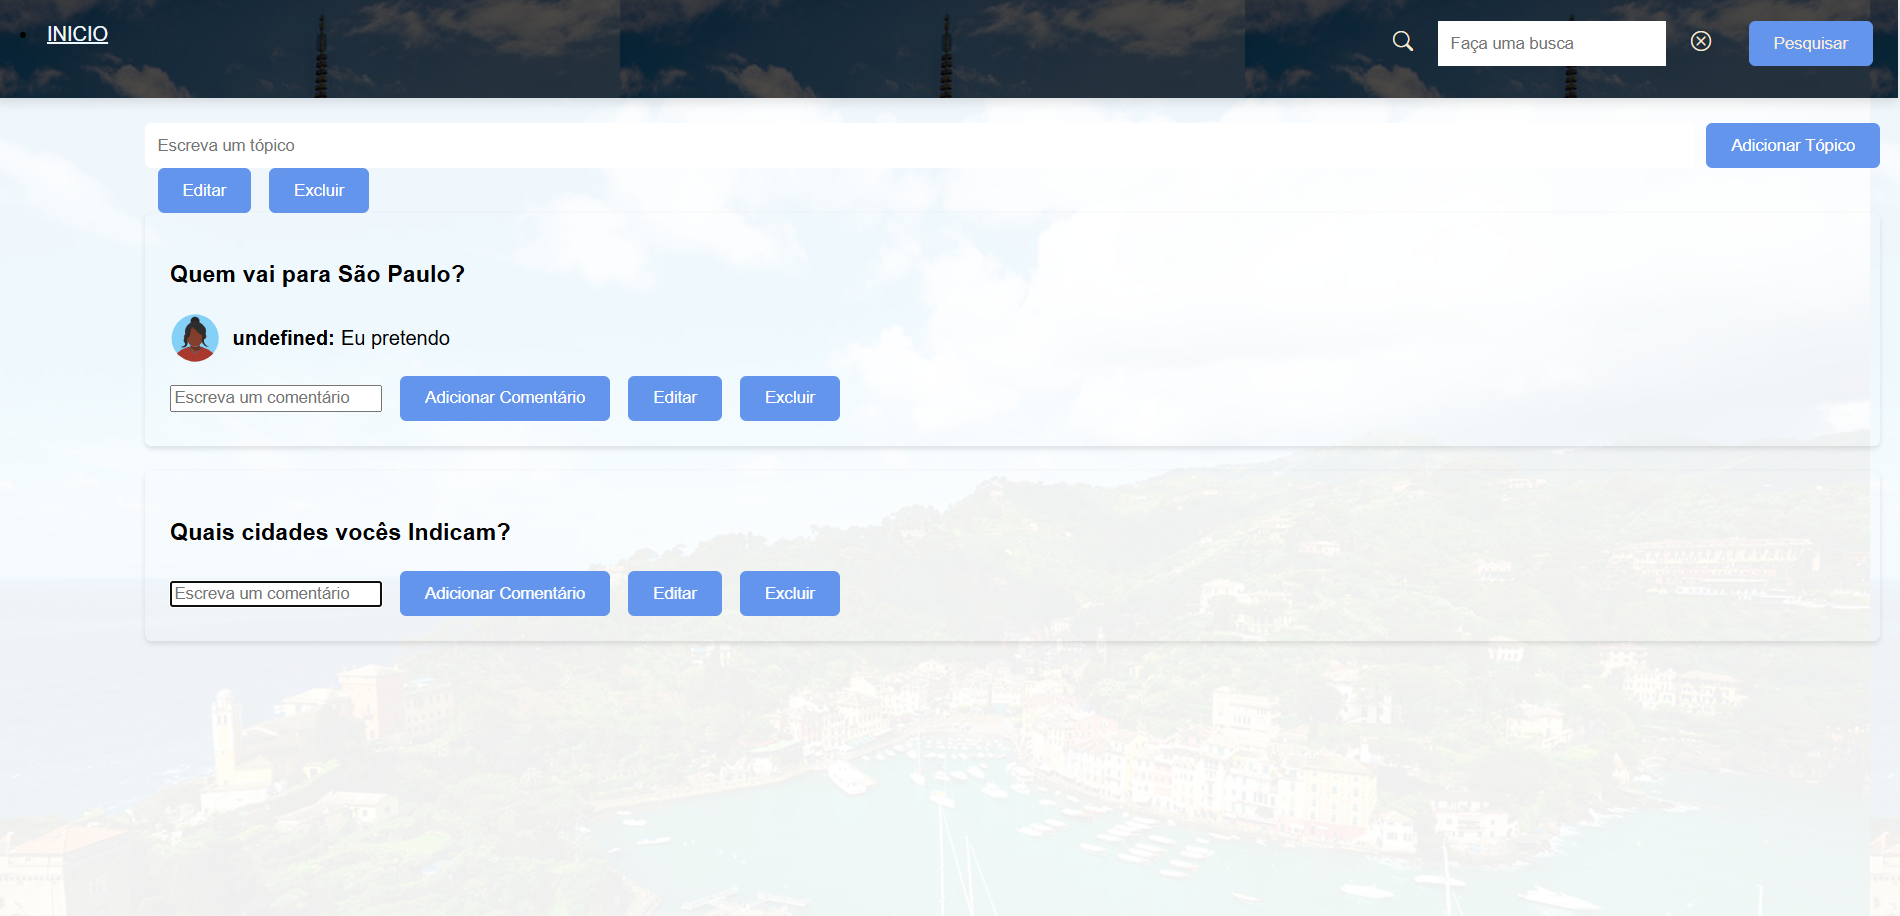 INICIO
Faça uma busca
Pesquisar
Escreva um tópico
Adicionar Tópico
Editar
Excluir
Quem vai para São Paulo?
undefined: Eu pretendo
Escreva um comentário
Adicionar Comentário
Editar
Excluir
Quais cidades vocês Indicam?
Escreva um comentário
Adicionar Comentário
Editar
Excluir